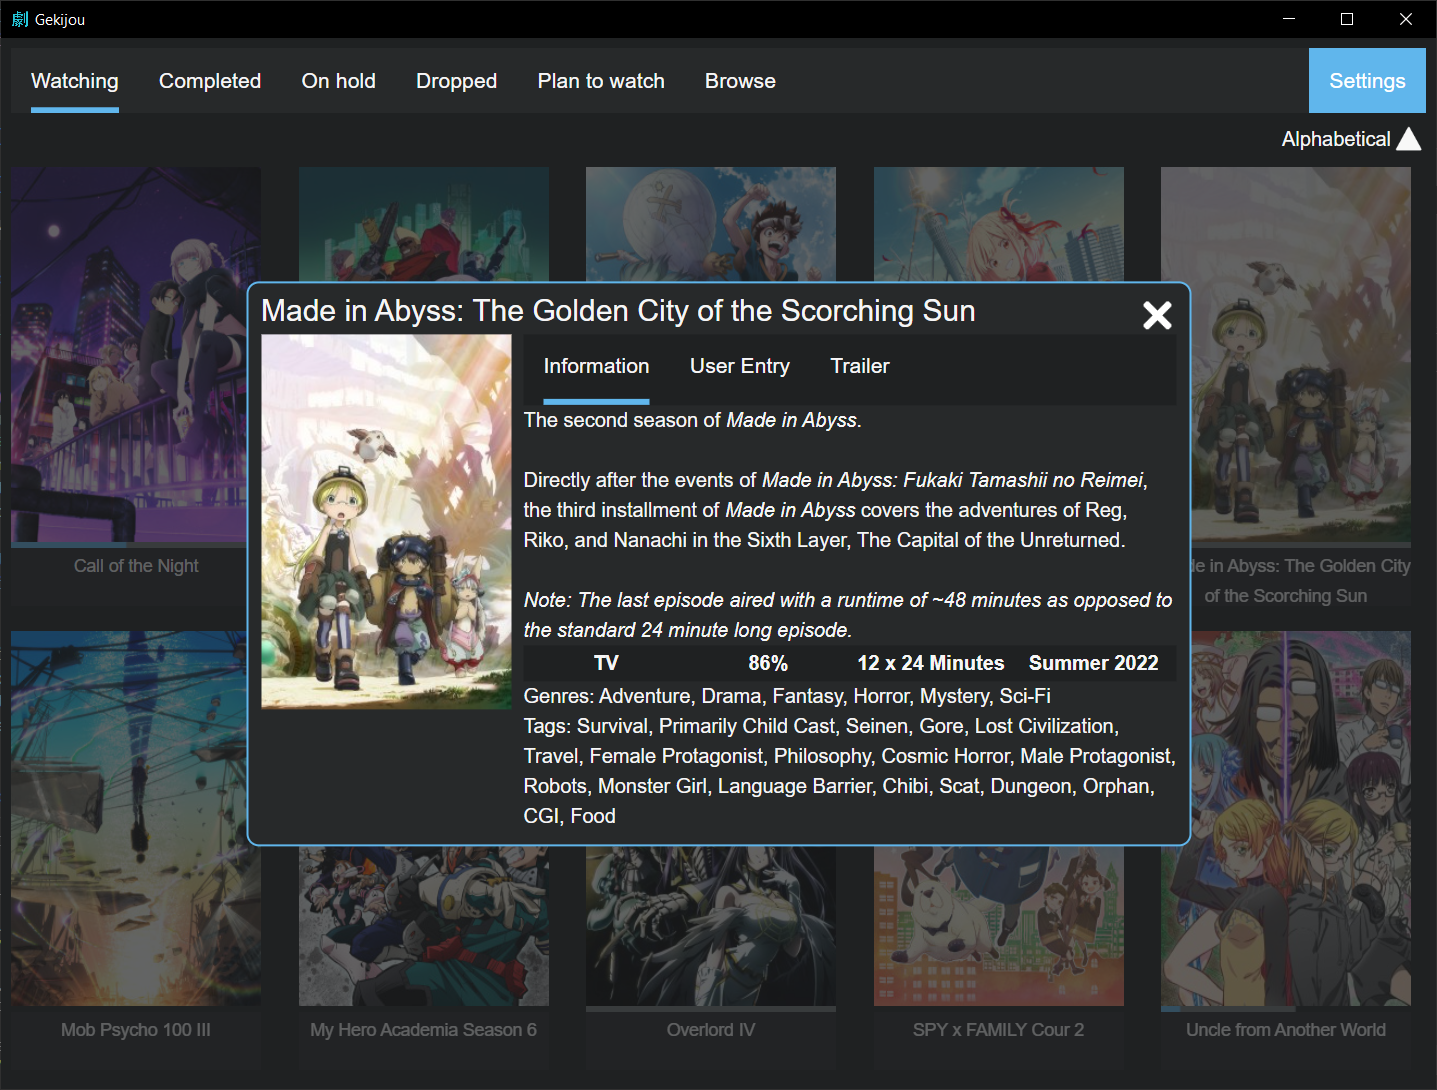 劇 Gekijou
Watching Completed On hold Dropped Plan to watch Browse Settings
Alphabetical
Made in Abyss: The Golden City of the Scorching Sun
Information User Entry Trailer
The second season of Made in Abyss.
Directly after the events of Made in Abyss: Fukaki Tamashii no Reimei,
the third installment of Made in Abyss covers the adventures of Reg,
Riko, and Nanachi in the Sixth Layer, The Capital of the Unreturned.
Note: The last episode aired with a runtime of ~48 minutes as opposed to
the standard 24 minute long episode.
TV 86% 12 x 24 Minutes Summer 2022
Genres: Adventure, Drama, Fantasy, Horror, Mystery, Sci-Fi
Tags: Survival, Primarily Child Cast, Seinen, Gore, Lost Civilization,
Travel, Female Protagonist, Philosophy, Cosmic Horror, Male Protagonist,
Robots, Monster Girl, Language Barrier, Chibi, Scat, Dungeon, Orphan,
CGI, Food
Call of the Night
de in Abyss: The Golden City
of the Scorching Sun
Mob Psycho 100 III
My Hero Academia Season 6
Overlord IV
SPY x FAMILY Cour 2
Uncle from Another World